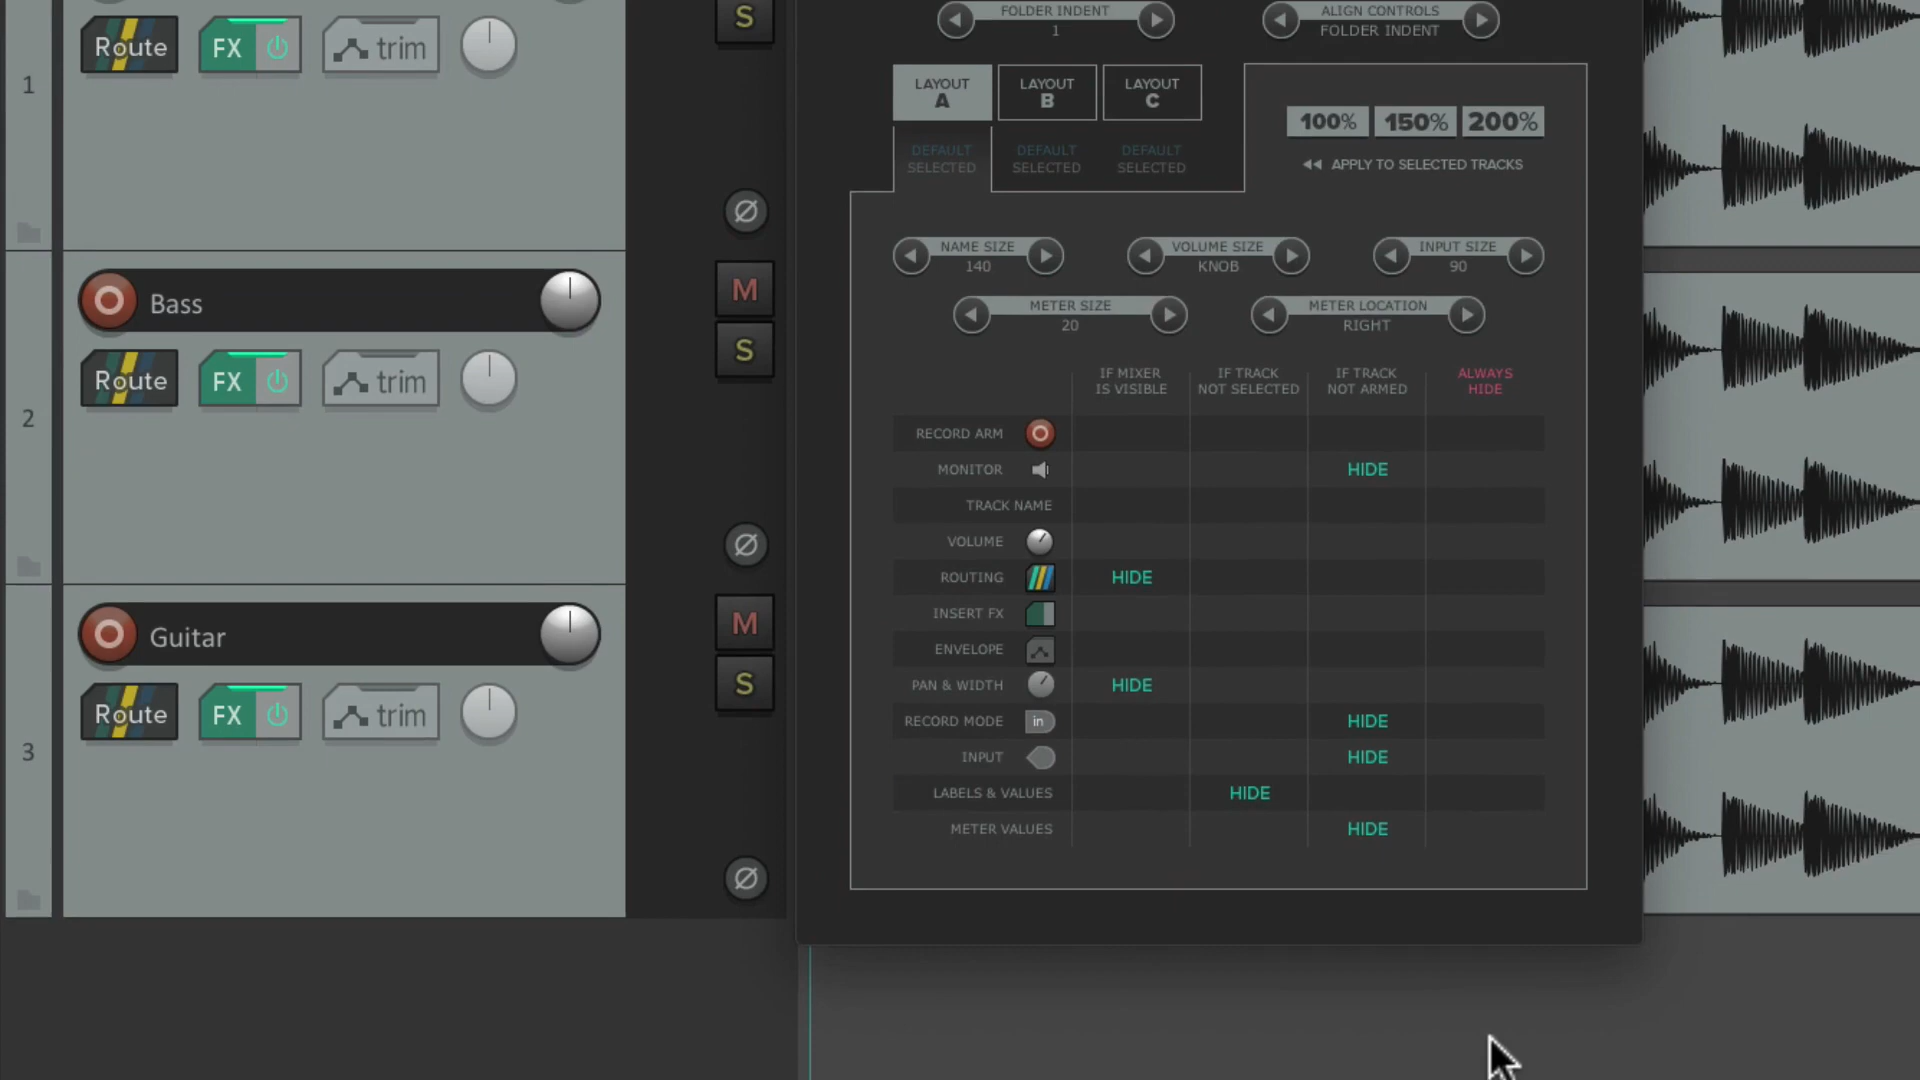 1
Route
FX
trim
S
2
Bass
Route
FX
trim
M
S
3
Guitar
Route
FX
trim
M
S
FOLDER INDENT
1
ALIGN CONTROLS
FOLDER INDENT
LAYOUT
A
LAYOUT
B
LAYOUT
C
DEFAULT
SELECTED
DEFAULT
SELECTED
DEFAULT
SELECTED
100% 150% 200%
APPLY TO SELECTED TRACKS
NAME SIZE
140
VOLUME SIZE
KNOB
INPUT SIZE
90
METER SIZE
20
METER LOCATION
RIGHT
IF MIXER
IS VISIBLE
IF TRACK
NOT SELECTED
IF TRACK
NOT ARMED
ALWAYS
HIDE
RECORD ARM
MONITOR HIDE
TRACK NAME
VOLUME
ROUTING HIDE
INSERT FX
ENVELOPE
PAN & WIDTH HIDE
RECORD MODE in HIDE
INPUT HIDE
LABELS & VALUES HIDE
METER VALUES HIDE